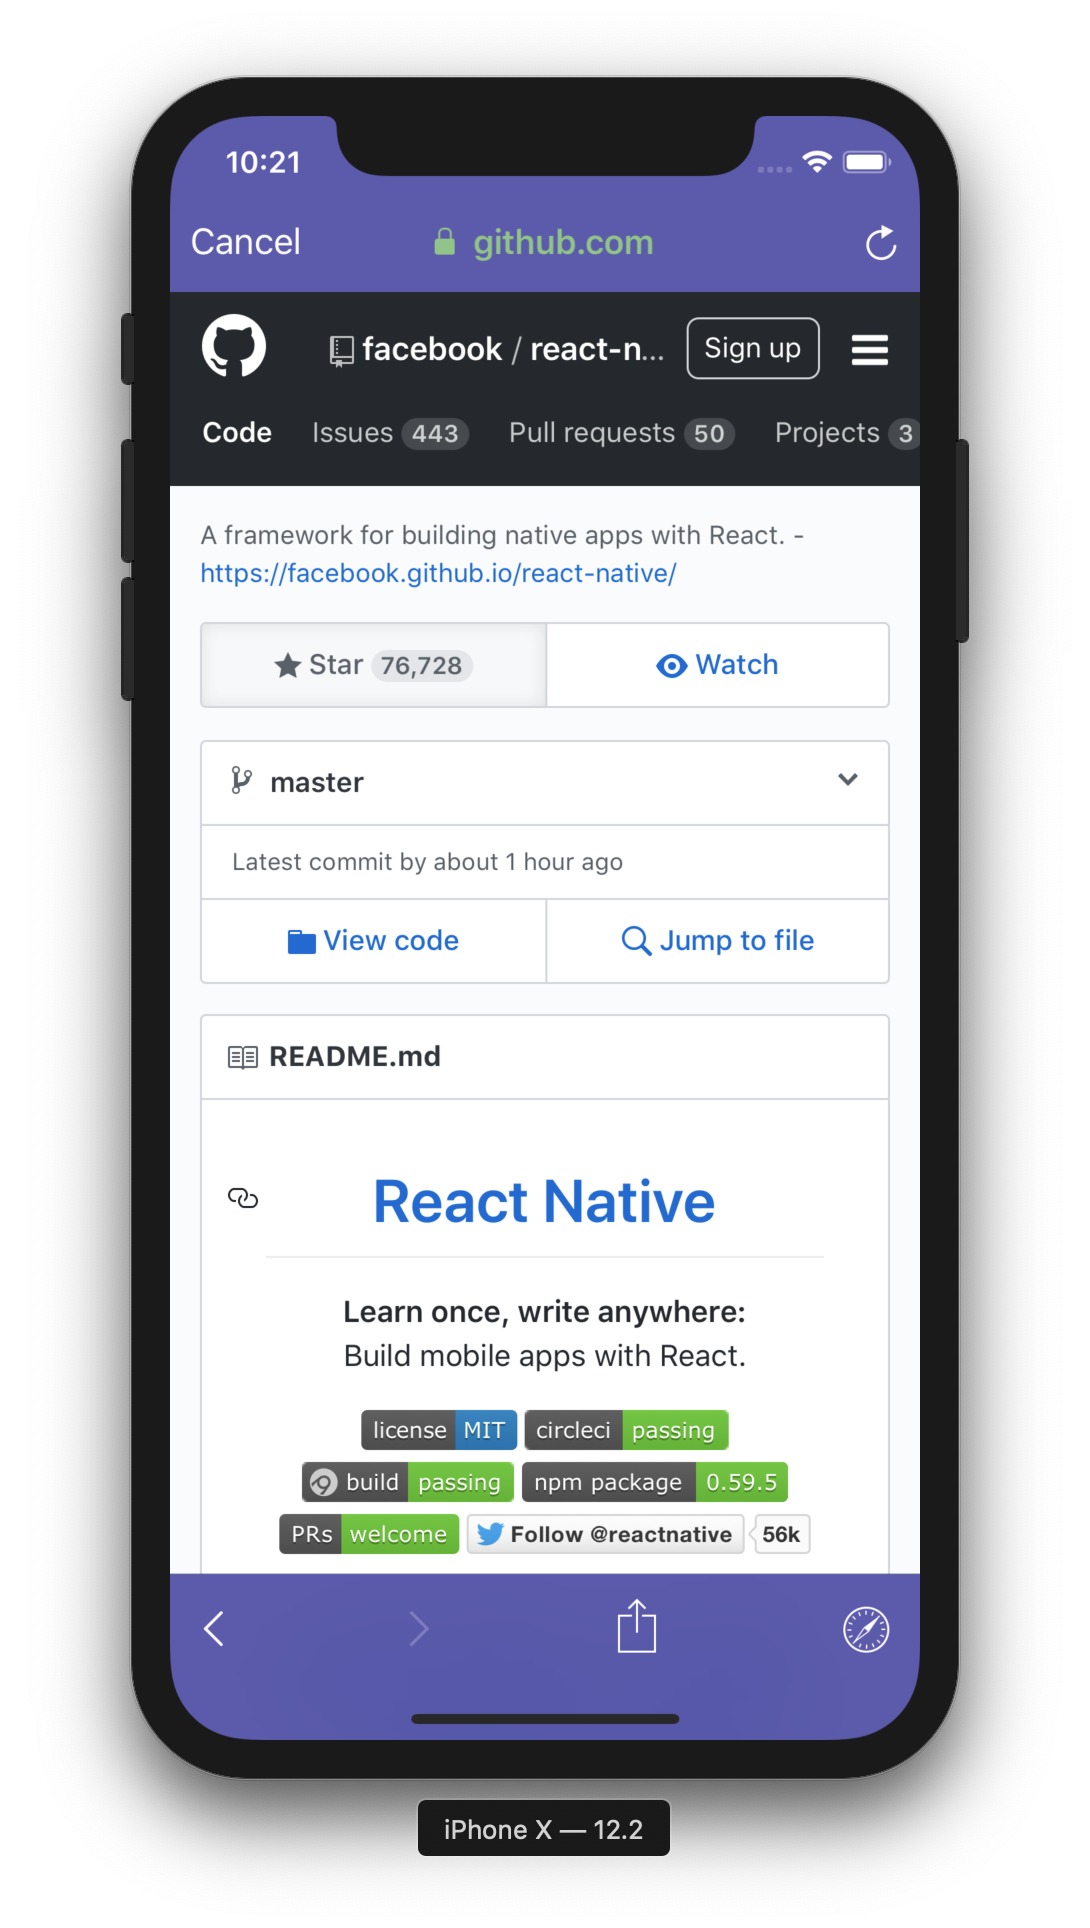 10:21
Cancel github.com
facebook / react-n... Sign up
Code Issues 443 Pull requests 50 Projects 3
A framework for building native apps with React. -
https://facebook.github.io/react-native/
Star 76,728 Watch
master
Latest commit by about 1 hour ago
View code Jump to file
README.md
React Native
Learn once, write anywhere:
Build mobile apps with React.
license MIT circleci passing
build passing npm package 0.59.5
PRs welcome Follow @reactnative 56k
iPhone X — 12.2